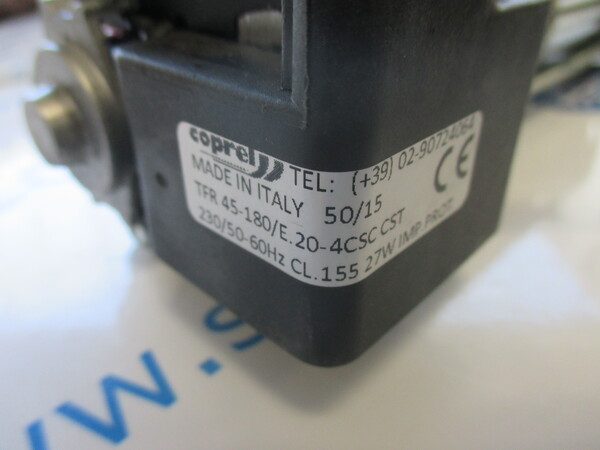 coprel TEL: (+39) 02-90724064
MADE IN ITALY 50/15 CE
TFR 45-180/E.20-4CSC CST
230/50-60Hz CL.155 27W IMP. PROT.
W.S